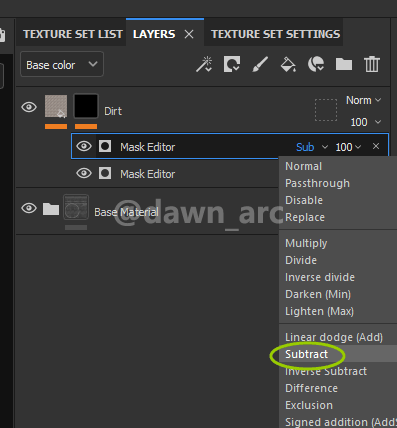 TEXTURE SET LIST LAYERS × TEXTURE SET SETTINGS
Base color
Dirt Norm
100
Mask Editor Sub 100 ×
Mask Editor
Base Material
@dawn_arc
Normal
Passthrough
Disable
Replace
Multiply
Divide
Inverse divide
Darken (Min)
Lighten (Max)
Linear dodge (Add)
Subtract
Inverse Subtract
Difference
Exclusion
Signed addition (AddS